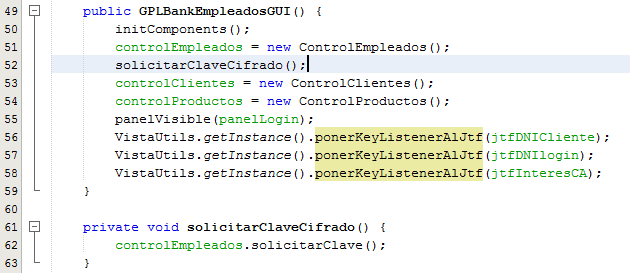 49 public GPLBankEmpleadosGUI() {
50 initComponents();
51 controlEmpleados = new ControlEmpleados();
52 solicitarClaveCifrado();
53 controlClientes = new ControlClientes();
54 controlProductos = new ControlProductos();
55 panelVisible(panelLogin);
56 VistaUtils.getInstance().ponerKeyListenerAlJtf(jtfDNICliente);
57 VistaUtils.getInstance().ponerKeyListenerAlJtf(jtfDNIlogin);
58 VistaUtils.getInstance().ponerKeyListenerAlJtf(jtfInteresCA);
59 }
60
61 private void solicitarClaveCifrado() {
62 controlEmpleados.solicitarClave();
63 }